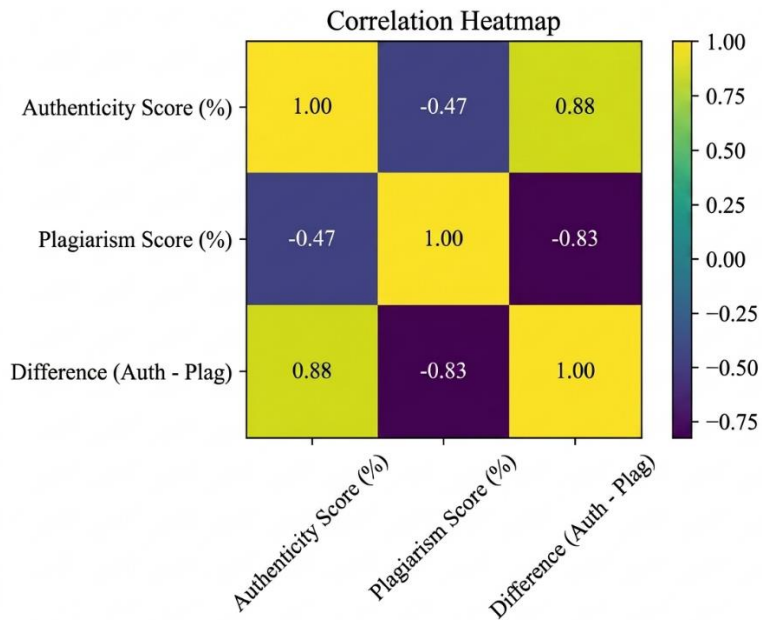 Correlation Heatmap
Authenticity Score (%)
1.00
-0.47
0.88
Plagiarism Score (%)
-0.47
1.00
-0.83
Difference (Auth - Plag)
0.88
-0.83
1.00
Authenticity Score (%)
Plagiarism Score (%)
Difference (Auth - Plag)
1.00
0.75
0.50
0.25
0.00
−0.25
−0.50
−0.75